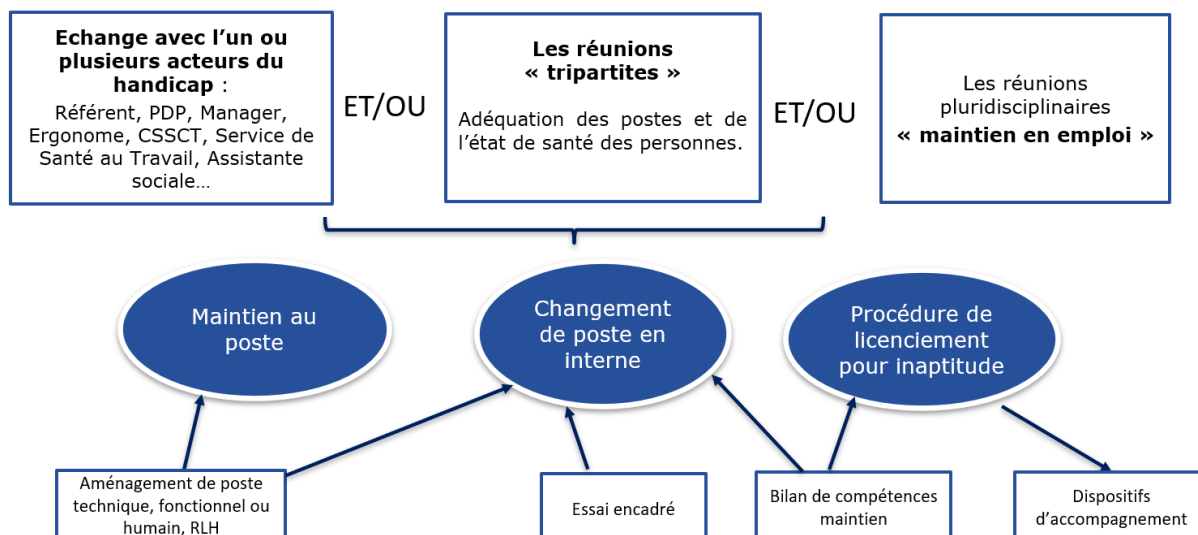 Echange avec l’un ou
plusieurs acteurs du
handicap :
Référent, PDP, Manager,
Ergonome, CSSCT, Service de
Santé au Travail, Assistante
sociale…
ET/OU
Les réunions
« tripartites »
Adéquation des postes et de
l’état de santé des personnes.
ET/OU
Les réunions
pluridisciplinaires
« maintien en emploi »
Maintien au
poste
Changement
de poste en
interne
Procédure de
licenciement
pour inaptitude
Aménagement de poste
technique, fonctionnel ou
humain, RLH
Essai encadré
Bilan de compétences
maintien
Dispositifs
d’accompagnement